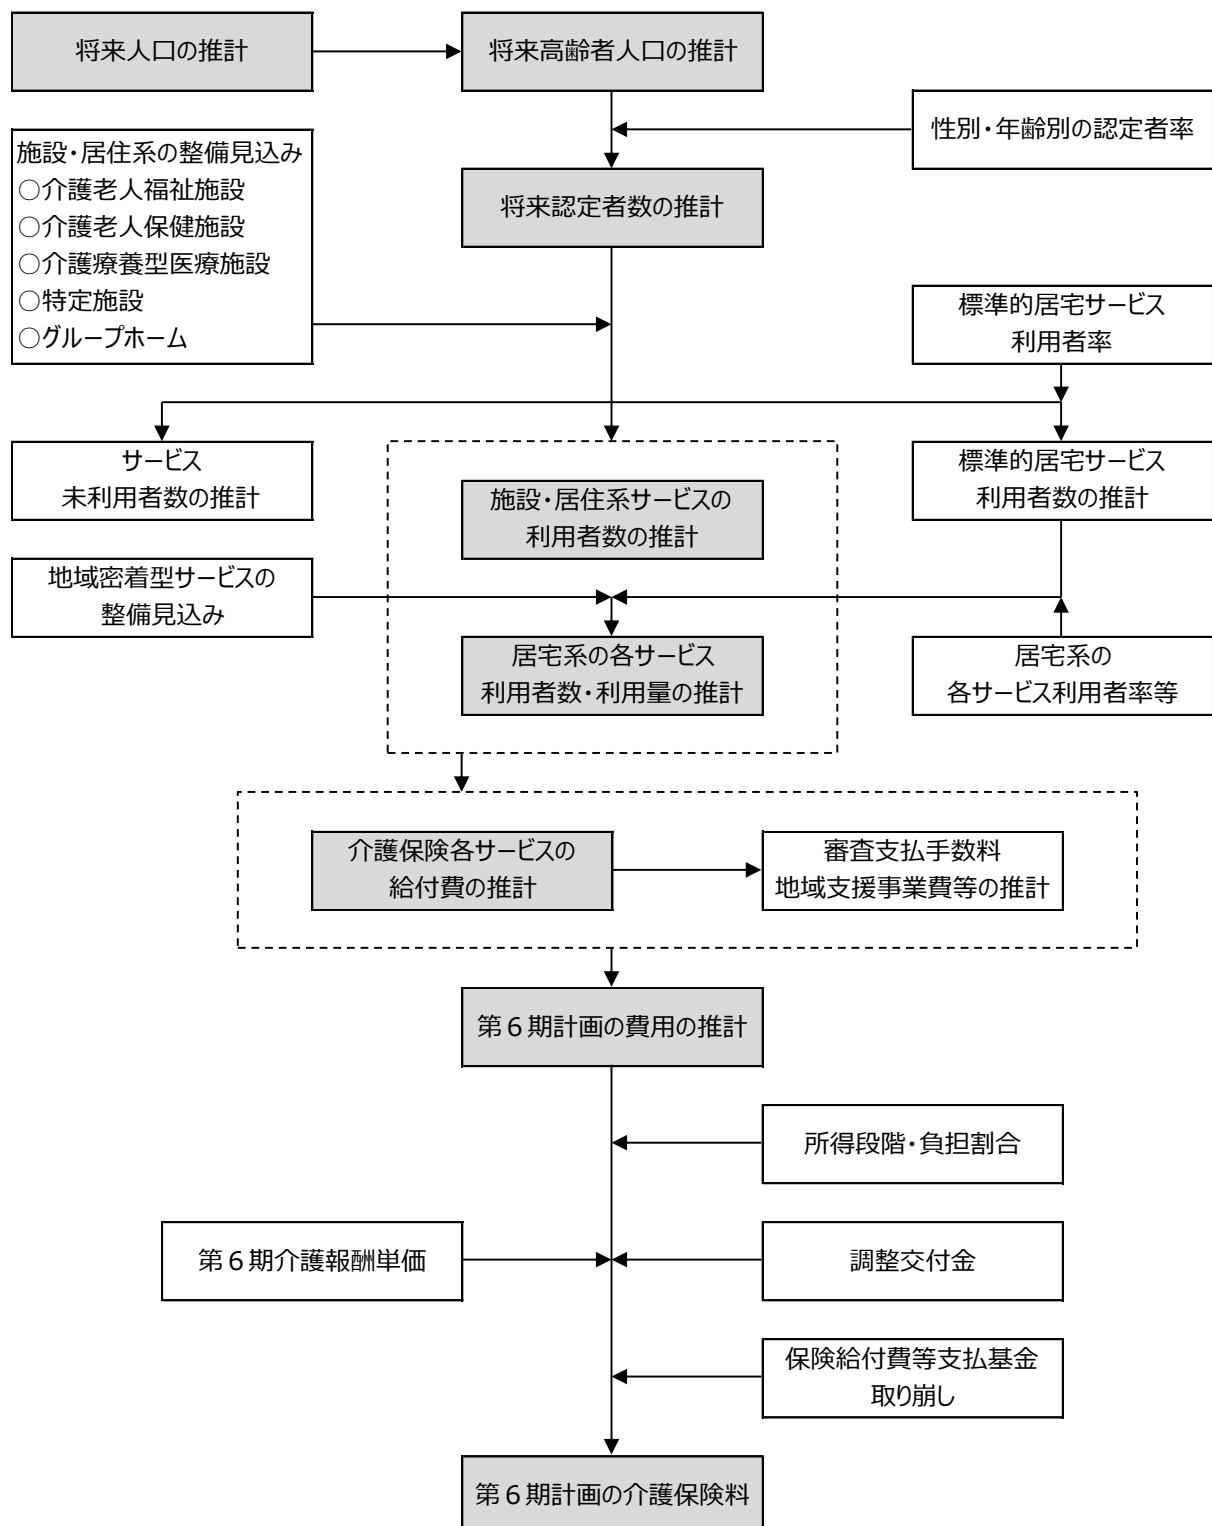 将来人口の推計
将来高齢者人口の推計
性別・年齢別の認定者率
施設・居住系の整備見込み
○介護老人福祉施設
○介護老人保健施設
○介護療養型医療施設
○特定施設
○グループホーム
将来認定者数の推計
標準的居宅サービス
利用者率
サービス
未利用者数の推計
施設・居住系サービスの
利用者数の推計
標準的居宅サービス
利用者数の推計
地域密着型サービスの
整備見込み
居宅系の各サービス
利用者数・利用量の推計
居宅系の
各サービス利用者率等
介護保険各サービスの
給付費の推計
審査支払手数料
地域支援事業費等の推計
第６期計画の費用の推計
所得段階・負担割合
第６期介護報酬単価
調整交付金
保険給付費等支払基金
取り崩し
第６期計画の介護保険料